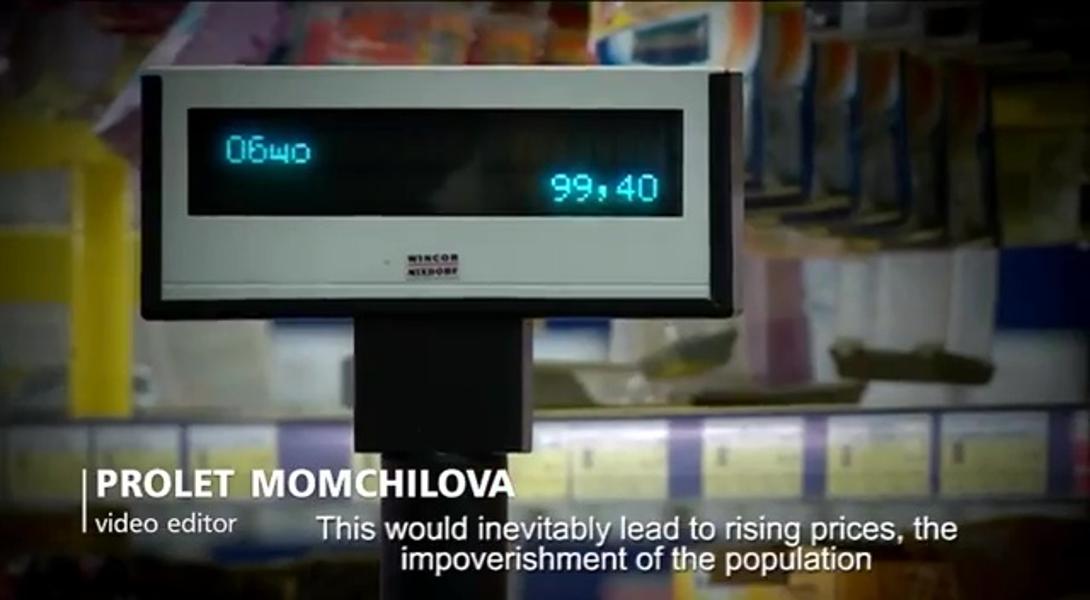 Общо
99,40
WINCOR
NIXDORF
PROLET MOMCHILOVA
video editor
This would inevitably lead to rising prices, the
impoverishment of the population